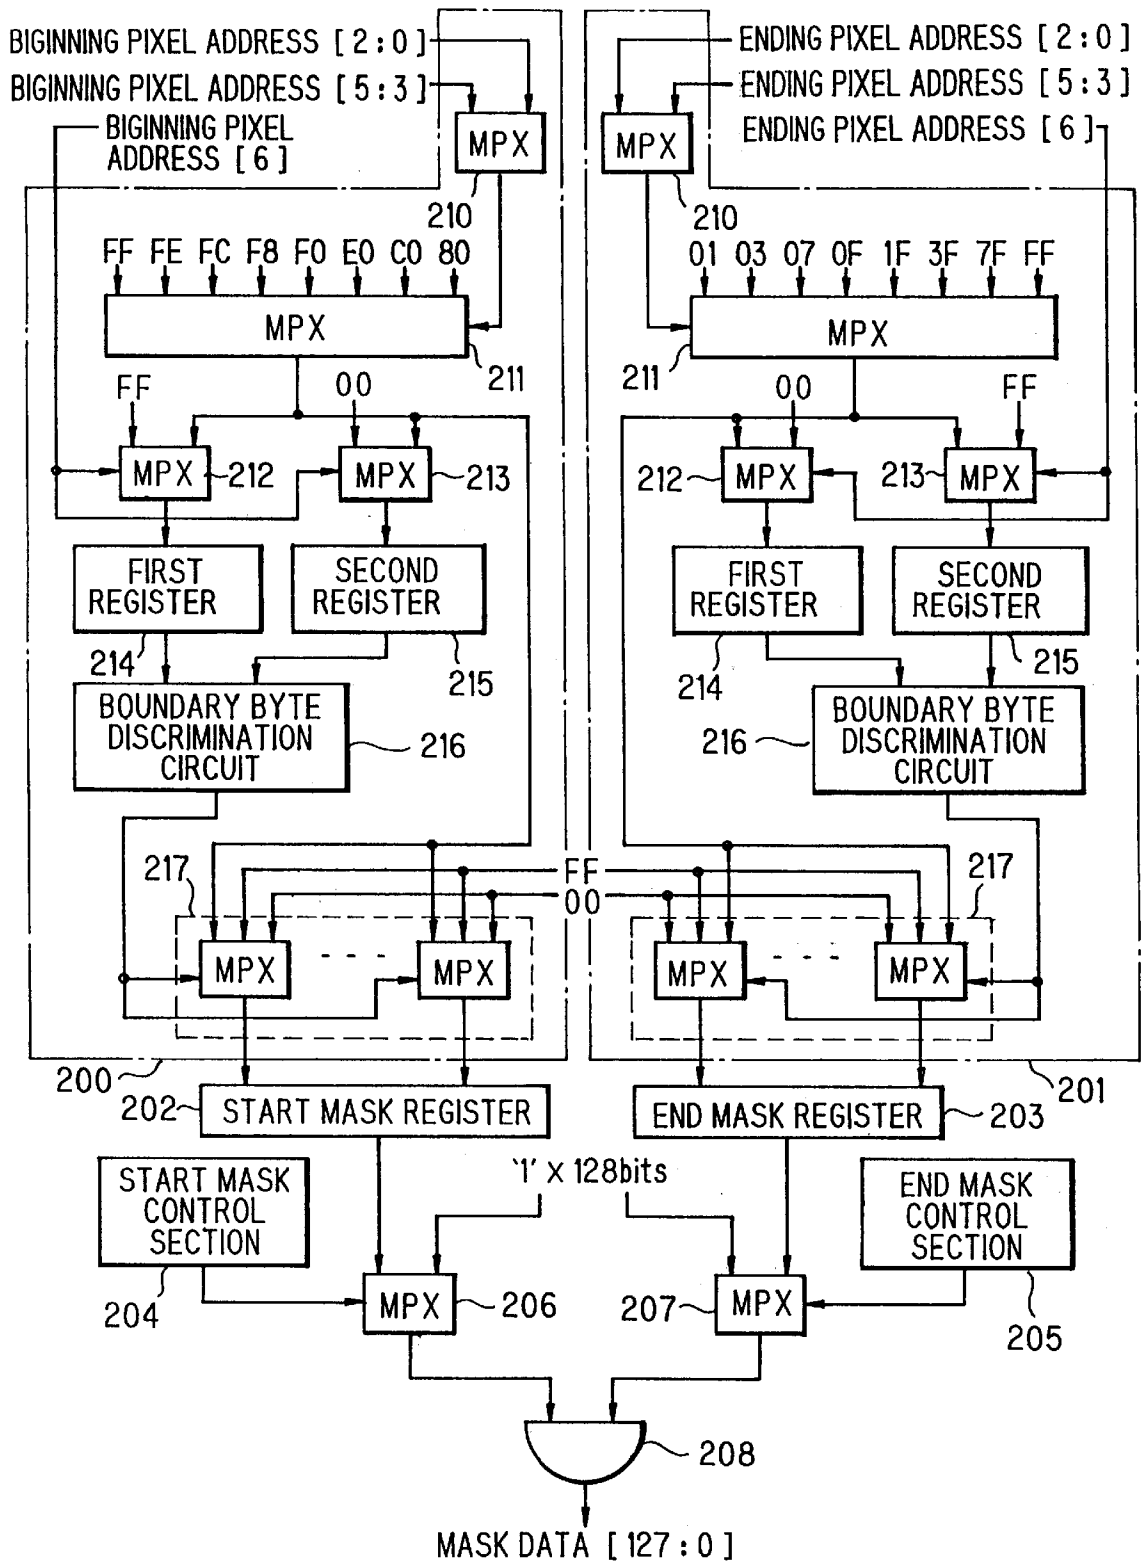 BIGINNING PIXEL ADDRESS [2:0]
BIGINNING PIXEL ADDRESS [5:3]
BIGINNING PIXEL
ADDRESS [6]
ENDING PIXEL ADDRESS [2:0]
ENDING PIXEL ADDRESS [5:3]
ENDING PIXEL ADDRESS [6]
MPX
210
MPX
210
FF FE FC F8 F0 E0 C0 80
MPX
211
01 03 07 0F 1F 3F 7F FF
MPX
211
FF
00
MPX
212
MPX
213
00
FF
212
MPX
213
MPX
FIRST
REGISTER
214
SECOND
REGISTER
215
FIRST
REGISTER
214
SECOND
REGISTER
215
BOUNDARY BYTE
DISCRIMINATION
CIRCUIT
216
216
BOUNDARY BYTE
DISCRIMINATION
CIRCUIT
217
FF
00
217
MPX
MPX
MPX
MPX
200
201
202
START MASK REGISTER
END MASK REGISTER
203
START MASK
CONTROL
SECTION
204
'1' X 128bits
END MASK
CONTROL
SECTION
205
MPX
206
207
MPX
208
MASK DATA [127:0]